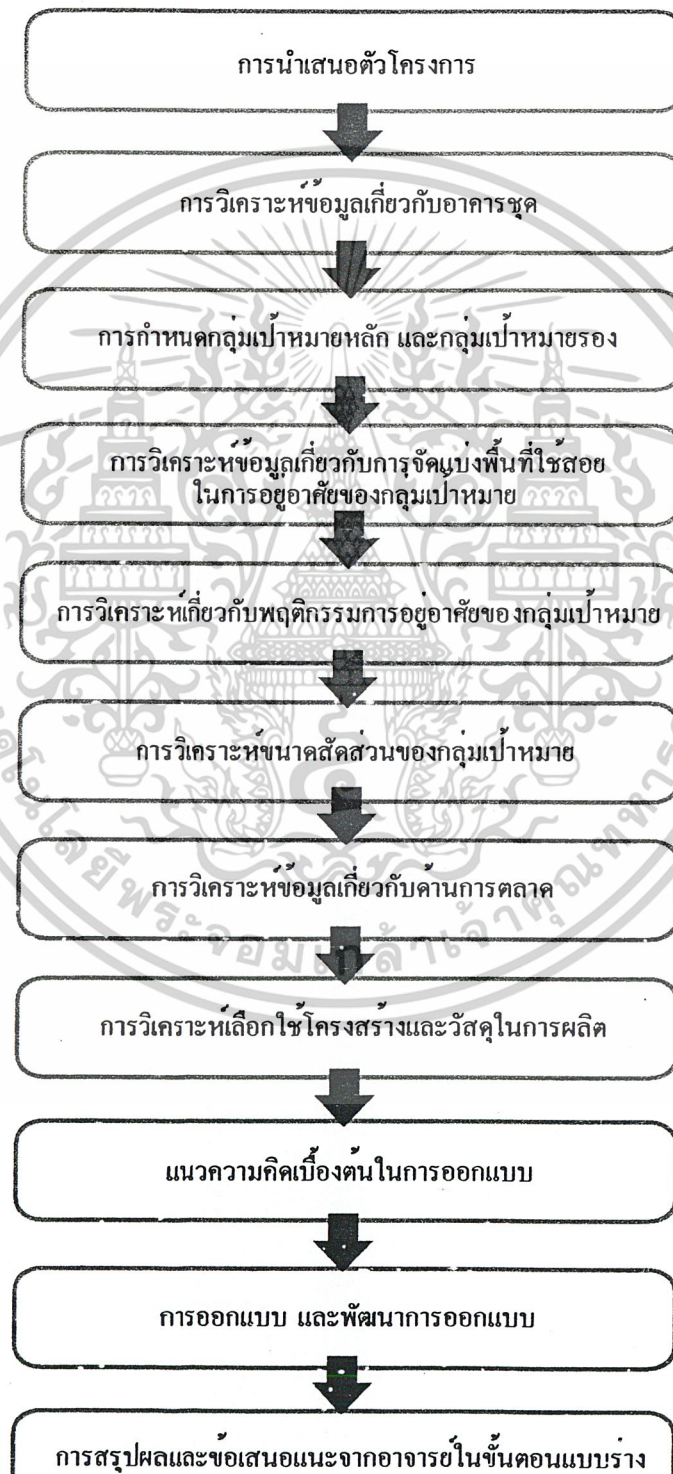 การนำเสนอตัวโครงการ
การวิเคราะห์ข้อมูลเกี่ยวกับอาคารชุด
การกำหนดกลุ่มเป้าหมายหลัก และกลุ่มเป้าหมายรอง
การวิเคราะห์ข้อมูลเกี่ยวกับการจัดแบ่งพื้นที่ใช้สอย
ในการอยู่อาศัยของกลุ่มเป้าหมาย
การวิเคราะห์เกี่ยวกับพฤติกรรมการอยู่อาศัยของกลุ่มเป้าหมาย
การวิเคราะห์ขนาดสัดส่วนของกลุ่มเป้าหมาย
การวิเคราะห์ข้อมูลเกี่ยวกับด้านการตลาด
การวิเคราะห์เลือกใช้โครงสร้างและวัสดุในการผลิต
แนวความคิดเบื้องต้นในการออกแบบ
การออกแบบ และพัฒนาการออกแบบ
การสรุปผลและข้อเสนอแนะจากอาจารย์ในขั้นตอนแบบร่าง